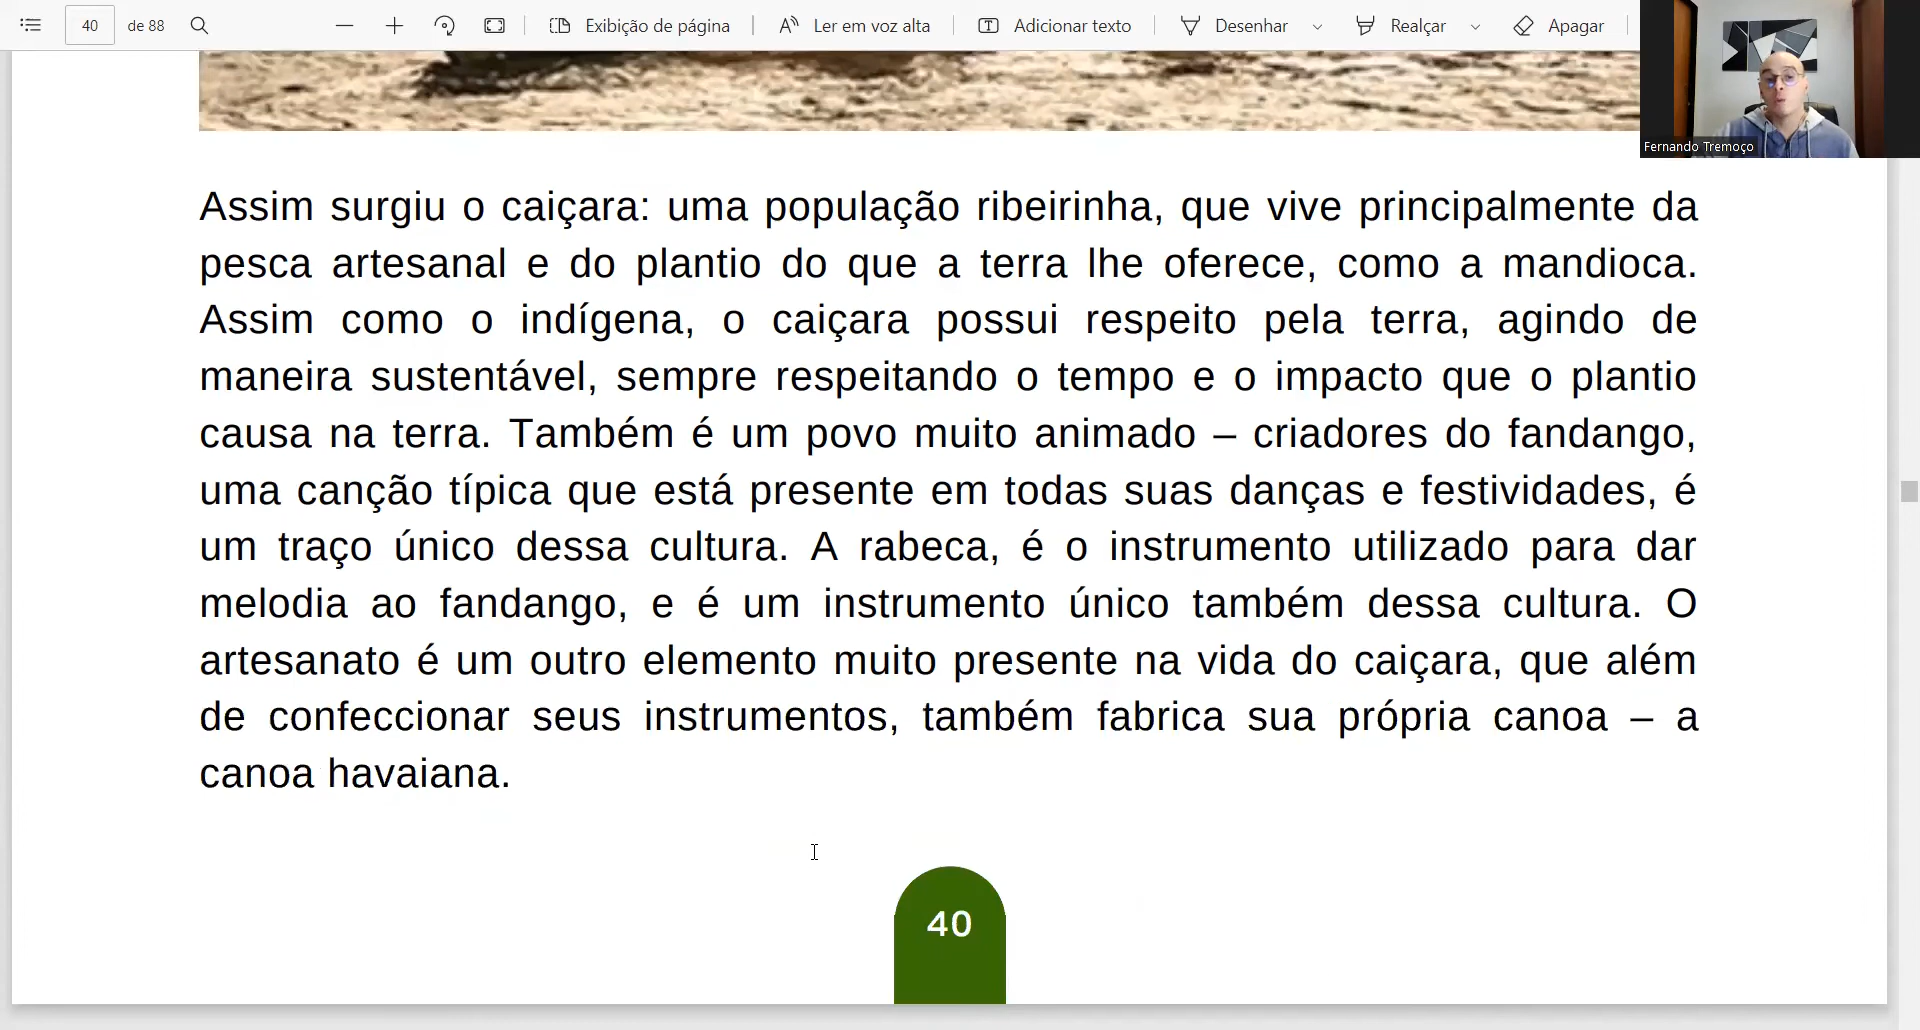 40 de 88 Exibição de página Ler em voz alta Adicionar texto Desenhar Realçar Apagar
Fernando Tremoço
Assim surgiu o caiçara: uma população ribeirinha, que vive principalmente da
pesca artesanal e do plantio do que a terra lhe oferece, como a mandioca.
Assim como o indígena, o caiçara possui respeito pela terra, agindo de
maneira sustentável, sempre respeitando o tempo e o impacto que o plantio
causa na terra. Também é um povo muito animado – criadores do fandango,
uma canção típica que está presente em todas suas danças e festividades, é
um traço único dessa cultura. A rabeca, é o instrumento utilizado para dar
melodia ao fandango, e é um instrumento único também dessa cultura. O
artesanato é um outro elemento muito presente na vida do caiçara, que além
de confeccionar seus instrumentos, também fabrica sua própria canoa – a
canoa havaiana.
40